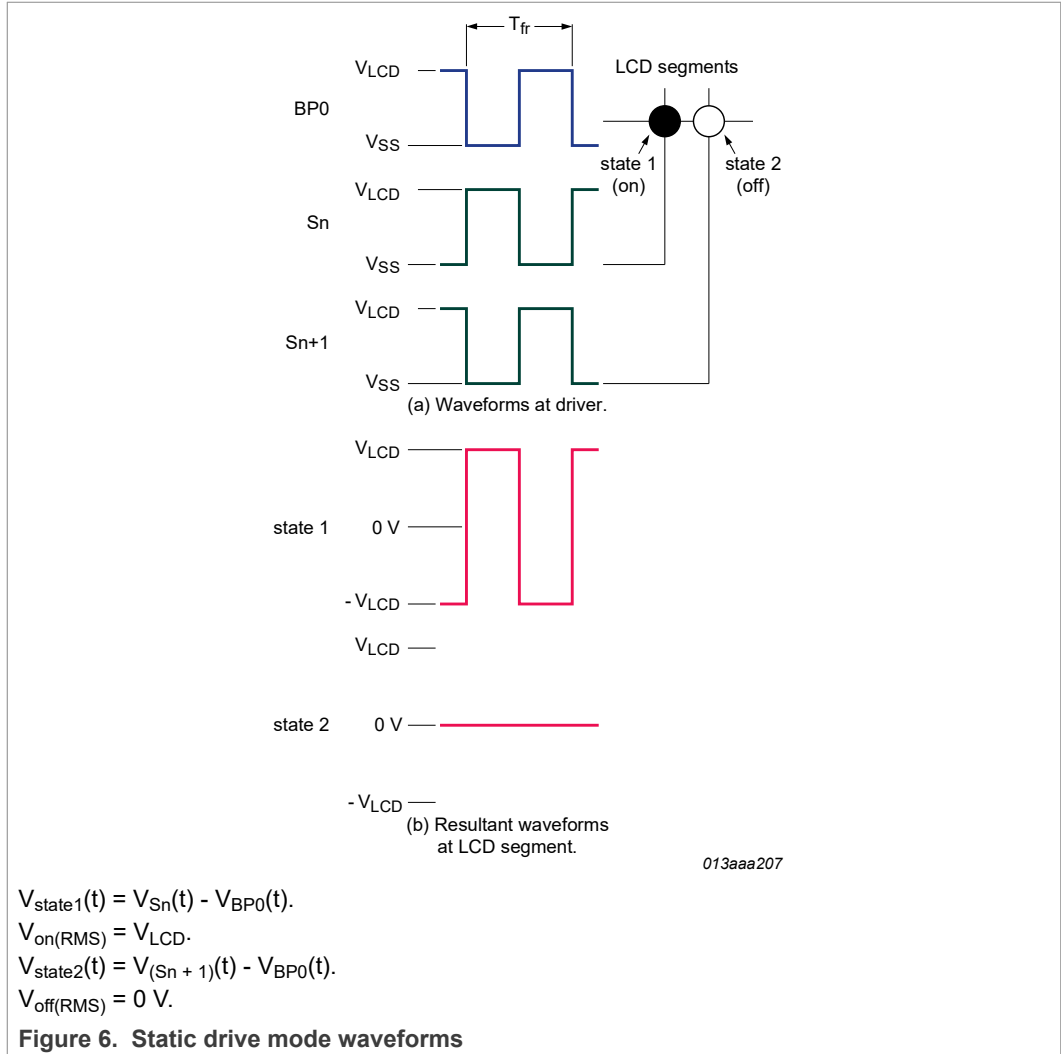 Tfr
VLCD
LCD segments
BP0
VSS
state 1
(on)
state 2
(off)
VLCD
Sn
VSS
VLCD
Sn+1
VSS
(a) Waveforms at driver.
VLCD
state 1
0 V
- VLCD
VLCD
state 2
0 V
- VLCD
(b) Resultant waveforms
at LCD segment.
013aaa207
Vstate1(t) = VSn(t) - VBP0(t).
Von(RMS) = VLCD.
Vstate2(t) = V(Sn + 1)(t) - VBP0(t).
Voff(RMS) = 0 V.
Figure 6. Static drive mode waveforms